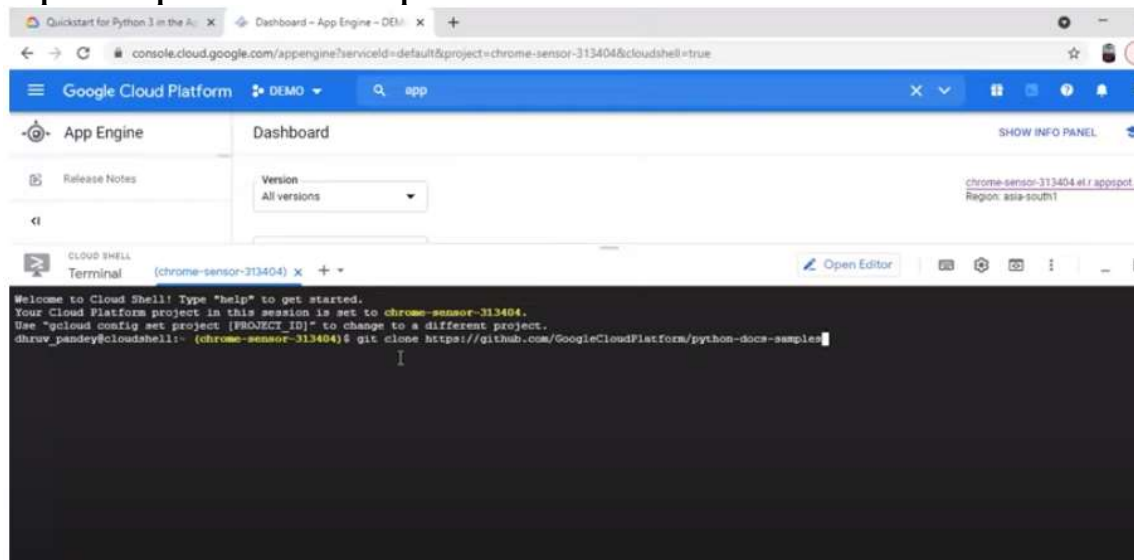 Quickstart for Python 3 in the Ap
Dashboard – App Engine – DEM
console.cloud.google.com/appengine?serviceId=default&project=chrome-sensor-313404&cloudshell=true
Google Cloud Platform DEMO app
App Engine Dashboard SHOW INFO PANEL
Release Notes
Version
All versions
chrome-sensor-313404.el.r.appspot.
Region: asia-south1
CLOUD SHELL
Terminal (chrome-sensor-313404) Open Editor
Welcome to Cloud Shell! Type "help" to get started.
Your Cloud Platform project in this session is set to chrome-sensor-313404.
Use "gcloud config set project [PROJECT_ID]" to change to a different project.
dhruv_pandey@cloudshell:~ (chrome-sensor-313404)$ git clone https://github.com/GoogleCloudPlatform/python-docs-samples